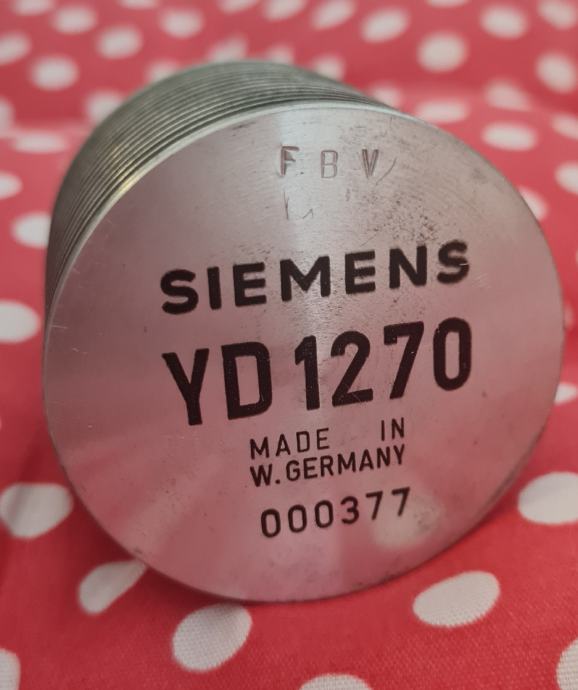 FBV
SIEMENS
YD1270
MADE IN
W.GERMANY
000377